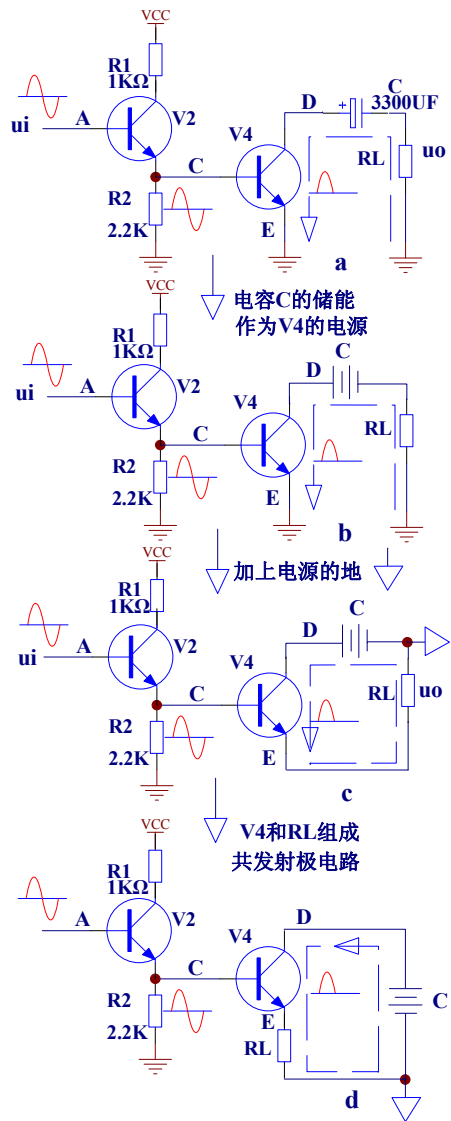 VCC
R1
1KΩ
V2
ui
A
R2
2.2K
C
V4
E
D
+
C
3300UF
RL
uo
a
电容C的储能
作为V4的电源
R1
1KΩ
V2
ui
A
R2
2.2K
C
V4
E
D
C
RL
b
加上电源的地
VCC
R1
1KΩ
V2
ui
A
R2
2.2K
C
V4
E
D
C
RL
uo
c
V4和RL组成
共发射极电路
VCC
R1
1KΩ
V2
A
R2
2.2K
C
V4
E
RL
D
C
d